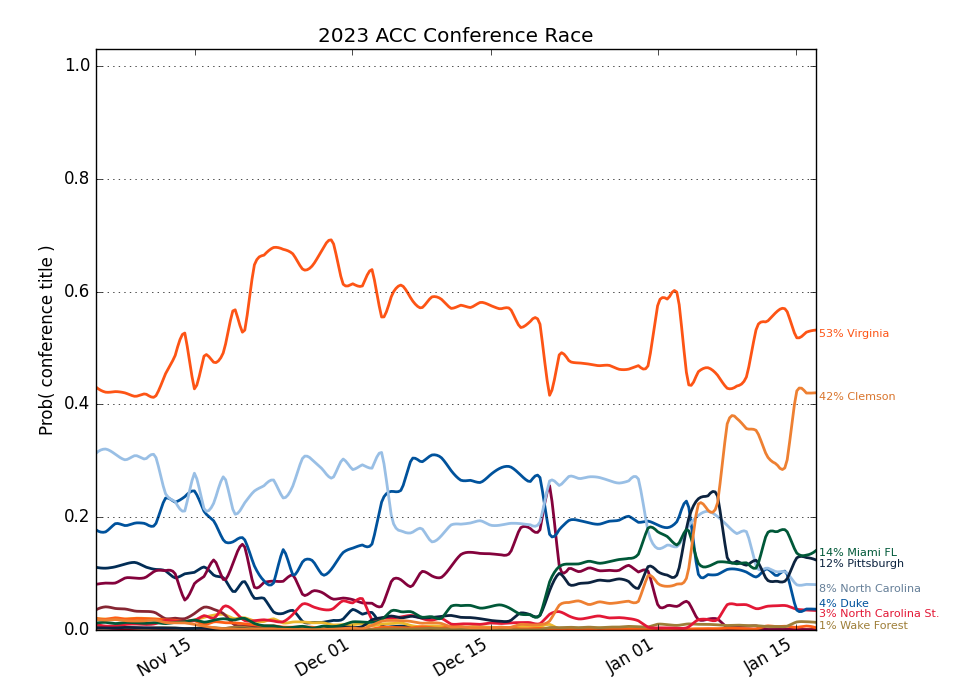 2023 ACC Conference Race
Prob( conference title )
1.0
0.8
0.6
0.4
0.2
0.0
53% Virginia
42% Clemson
14% Miami FL
12% Pittsburgh
8% North Carolina
4% Duke
3% North Carolina St.
1% Wake Forest
Nov 15
Dec 01
Dec 15
Jan 01
Jan 15